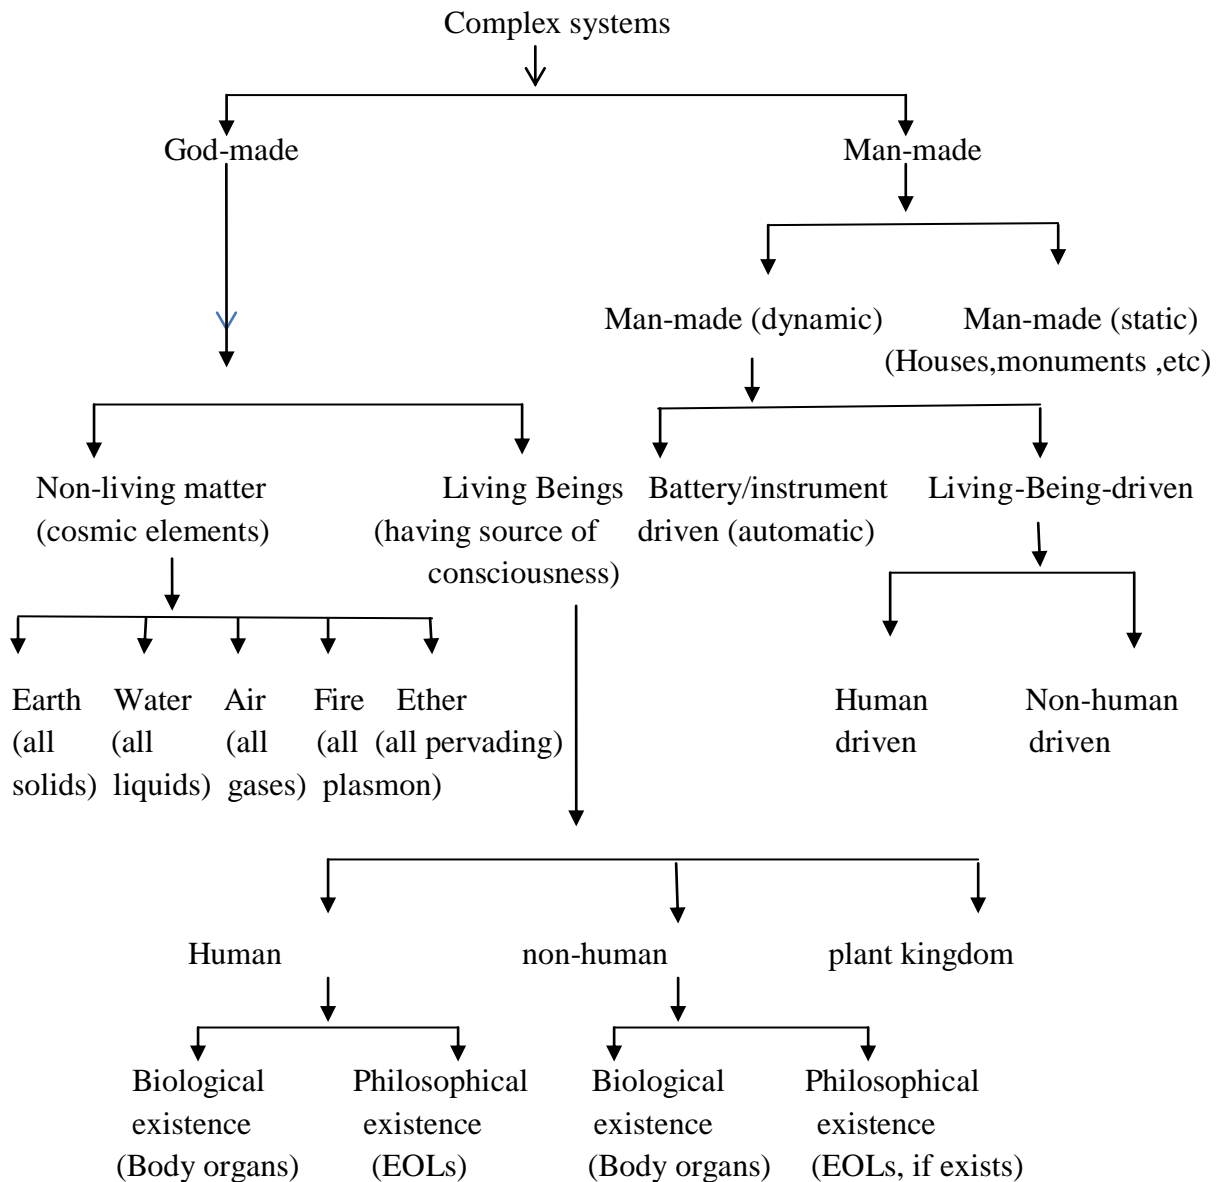 Complex systems
God-made
Man-made
Man-made (dynamic)
Man-made (static)
(Houses,monuments ,etc)
Non-living matter
(cosmic elements)
Living Beings
(having source of
consciousness)
Battery/instrument
driven (automatic)
Living-Being-driven
Earth
(all
solids)
Water
(all
liquids)
Air
(all
gases)
Fire
(all
plasmon)
Ether
(all pervading)
Human
driven
Non-human
driven
Human
non-human
plant kingdom
Biological
existence
(Body organs)
Philosophical
existence
(EOLs)
Biological
existence
(Body organs)
Philosophical
existence
(EOLs, if exists)